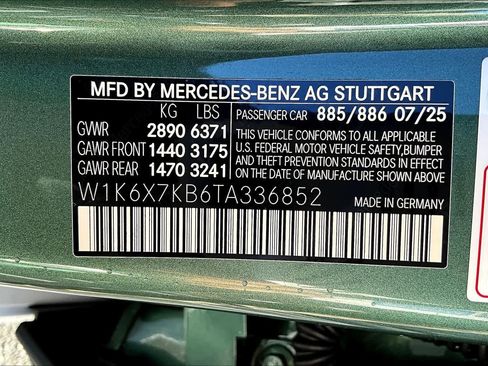 MFD BY MERCEDES-BENZ AG STUTTGART
KG LBS PASSENGER CAR 885/886 07/25
GVWR 2890 6371
GAWR FRONT 1440 3175
GAWR REAR 1470 3241
THIS VEHICLE CONFORMS TO ALL APPLICABLE
U.S. FEDERAL MOTOR VEHICLE SAFETY,BUMPER
AND THEFT PREVENTION STANDARDS IN EFFECT
ON THE DATE OF MANUFACTURE SHOWN ABOVE.
W1K6X7KB6TA336852 MADE IN GERMANY